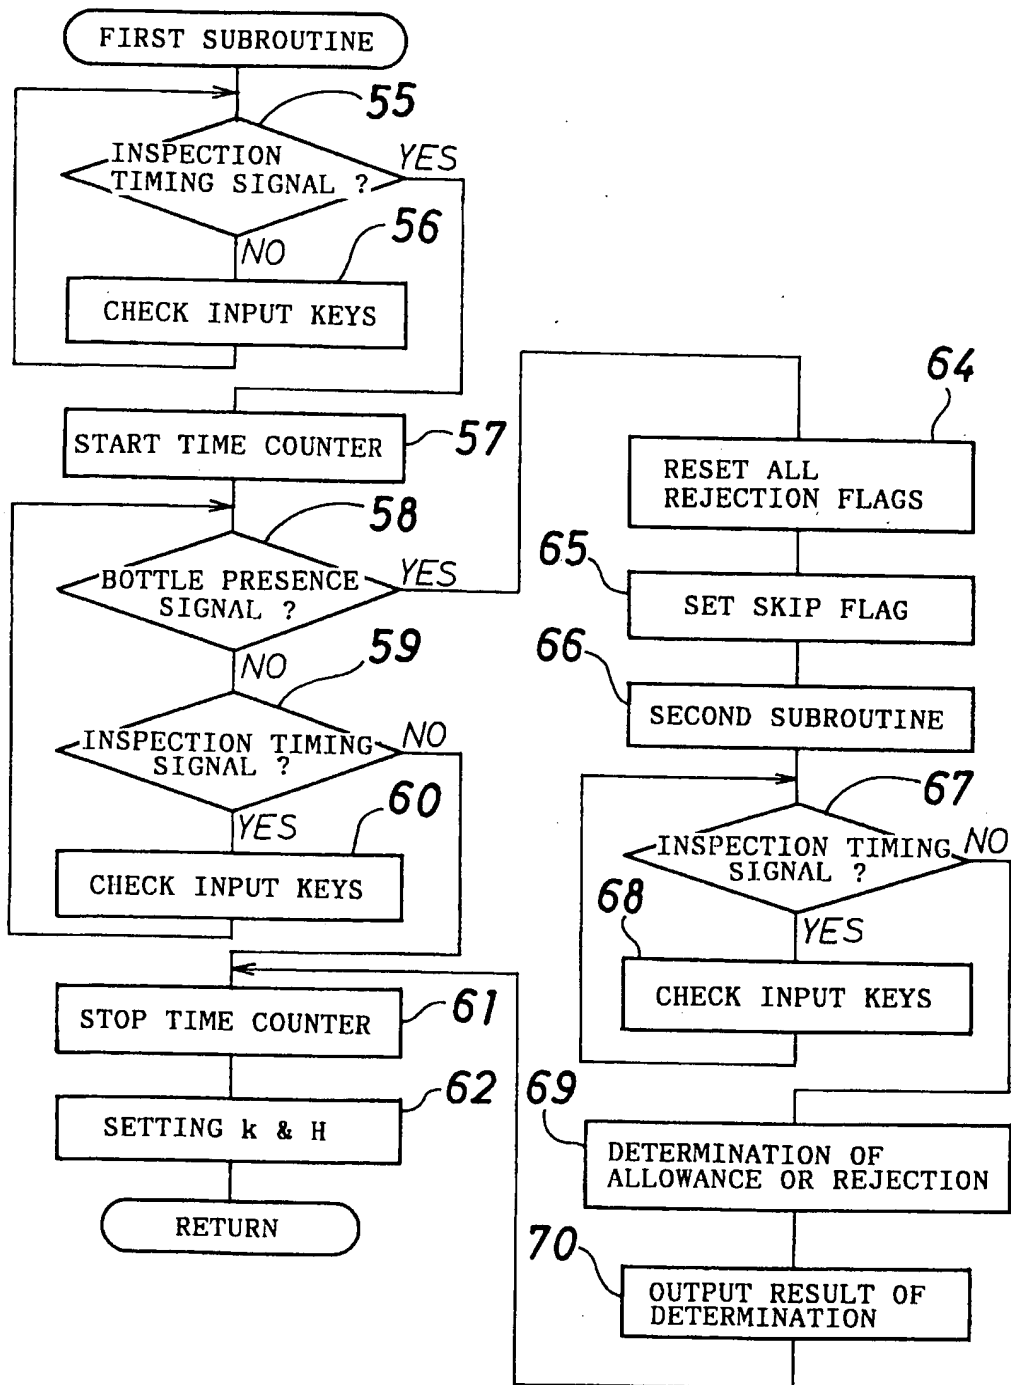 FIRST SUBROUTINE
55
INSPECTION
TIMING SIGNAL ?
YES
NO
56
CHECK INPUT KEYS
START TIME COUNTER
57
58
BOTTLE PRESENCE
SIGNAL ?
YES
NO
59
INSPECTION TIMING
SIGNAL ?
NO
YES
60
CHECK INPUT KEYS
STOP TIME COUNTER
61
62
SETTING k & H
RETURN
64
RESET ALL
REJECTION FLAGS
65
SET SKIP FLAG
66
SECOND SUBROUTINE
67
INSPECTION TIMING
SIGNAL ?
NO
YES
68
CHECK INPUT KEYS
69
DETERMINATION OF
ALLOWANCE OR REJECTION
70
OUTPUT RESULT OF
DETERMINATION